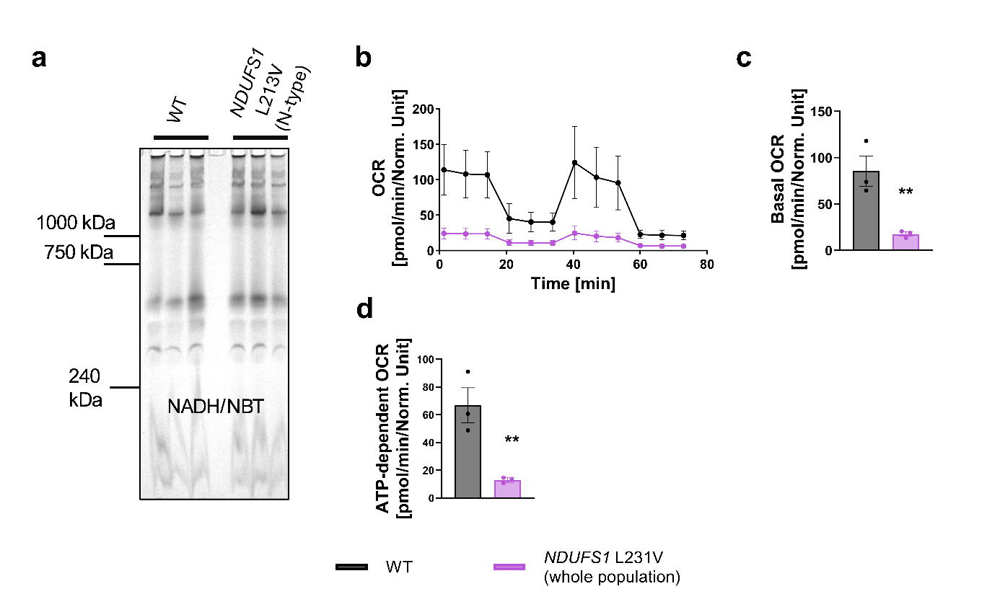 a
WT
NDUFS1
L213V
(N-type)
1000 kDa
750 kDa
240
kDa
NADH/NBT
b
OCR
[pmol/min/Norm. Unit]
200
150
100
50
0
0 20 40 60 80
Time [min]
c
Basal OCR
[pmol/min/Norm. Unit]
150
100
50
0
**
d
ATP-dependent OCR
[pmol/min/Norm. Unit]
100
80
60
40
20
0
**
WT
NDUFS1 L231V
(whole population)